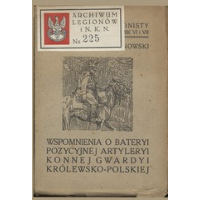 ARCHIWUM
LEGIONÓW
I N. K. N.
No 225
WSPOMNIENIA O BATERYI
POZYCYJNEJ ARTYLERYI
KONNEJ GWARDYI
KRÓLEWSKO-POLSKIEJ